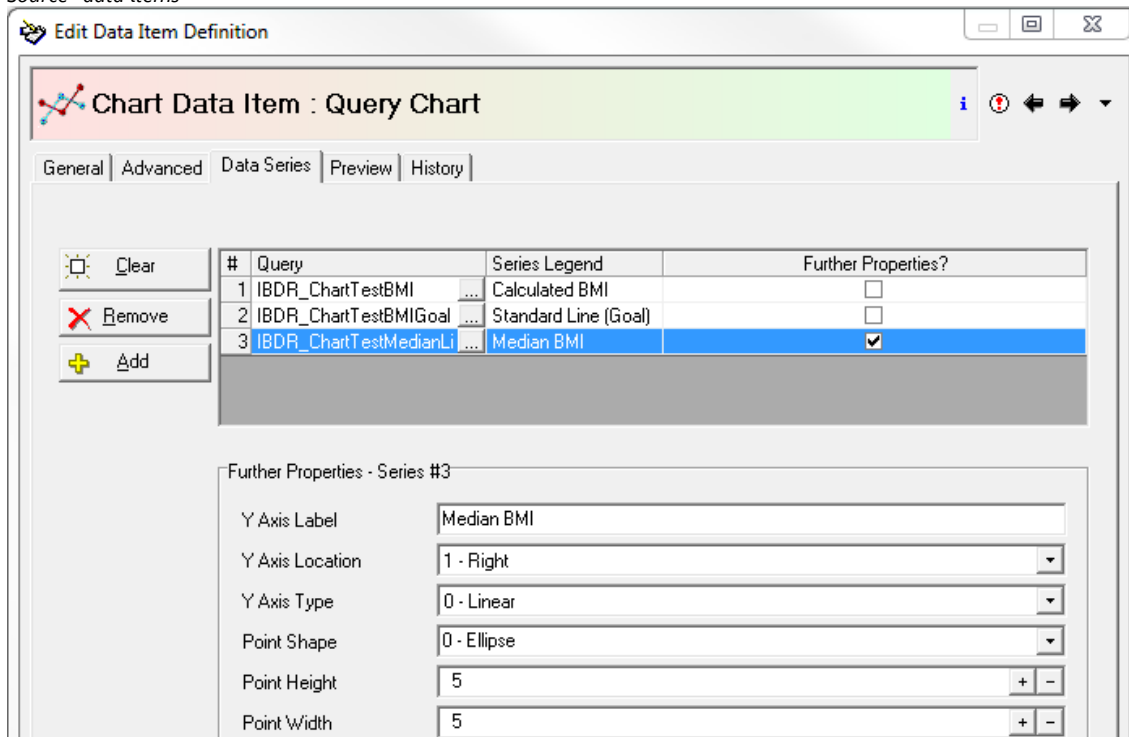 Source - data items
Edit Data Item Definition
Chart Data Item : Query Chart
General Advanced Data Series Preview History
Clear
Remove
Add
# Query Series Legend Further Properties?
1 IBDR_ChartTestBMI ... Calculated BMI
2 IBDR_ChartTestBMIGoal ... Standard Line (Goal)
3 IBDR_ChartTestMedianLi ... Median BMI
Further Properties - Series #3
Y Axis Label Median BMI
Y Axis Location 1 - Right
Y Axis Type 0 - Linear
Point Shape 0 - Ellipse
Point Height 5 + -
Point Width 5 + -